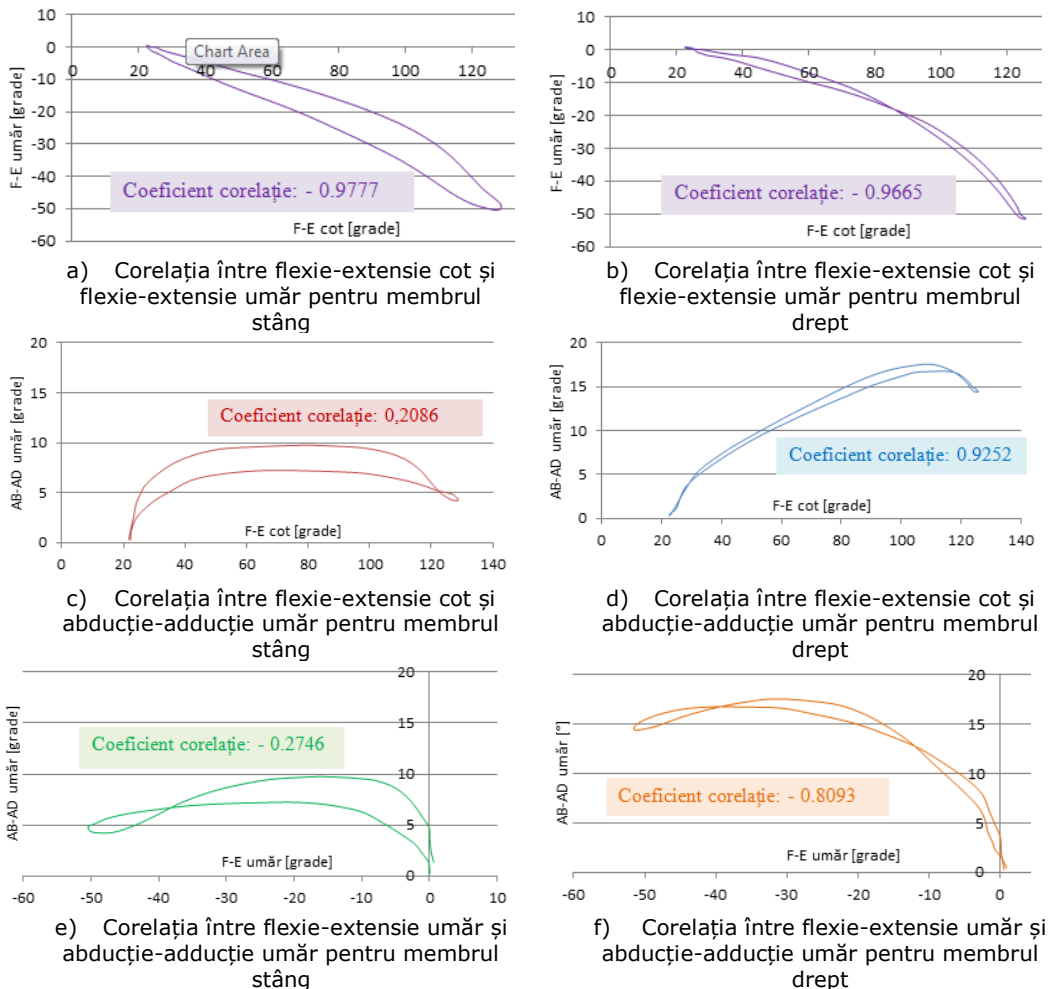 10
0
-10
-20
-30
-40
-50
-60
0 20 40 60 80 100 120
F-E umăr [grade]
Chart Area
Coeficient corelație: - 0.9777
F-E cot [grade]
a) Corelația între flexie-extensie cot și
flexie-extensie umăr pentru membrul
stâng
10
0
-10
-20
-30
-40
-50
-60
0 20 40 60 80 100 120
F-E umăr [grade]
Coeficient corelație: - 0.9665
F-E cot [grade]
b) Corelația între flexie-extensie cot și
flexie-extensie umăr pentru membrul
drept
20
15
10
5
0
AB-AD umăr [grade]
Coeficient corelație: 0,2086
F-E cot [grade]
0 20 40 60 80 100 120 140
c) Corelația între flexie-extensie cot și
abducție-adducție umăr pentru membrul
stâng
20
15
10
5
0
AB-AD umăr [grade]
Coeficient corelație: 0.9252
F-E cot [grade]
0 20 40 60 80 100 120 140
d) Corelația între flexie-extensie cot și
abducție-adducție umăr pentru membrul
drept
20
15
10
5
0
AB-AD umăr [grade]
Coeficient corelație: - 0.2746
F-E umăr [grade]
-60 -50 -40 -30 -20 -10 0 10
e) Corelația între flexie-extensie umăr și
abducție-adducție umăr pentru membrul
stâng
20
15
10
5
0
AB-AD umăr [°]
Coeficient corelație: - 0.8093
F-E umăr [grade]
-60 -50 -40 -30 -20 -10 0
f) Corelația între flexie-extensie umăr și
abducție-adducție umăr pentru membrul
drept